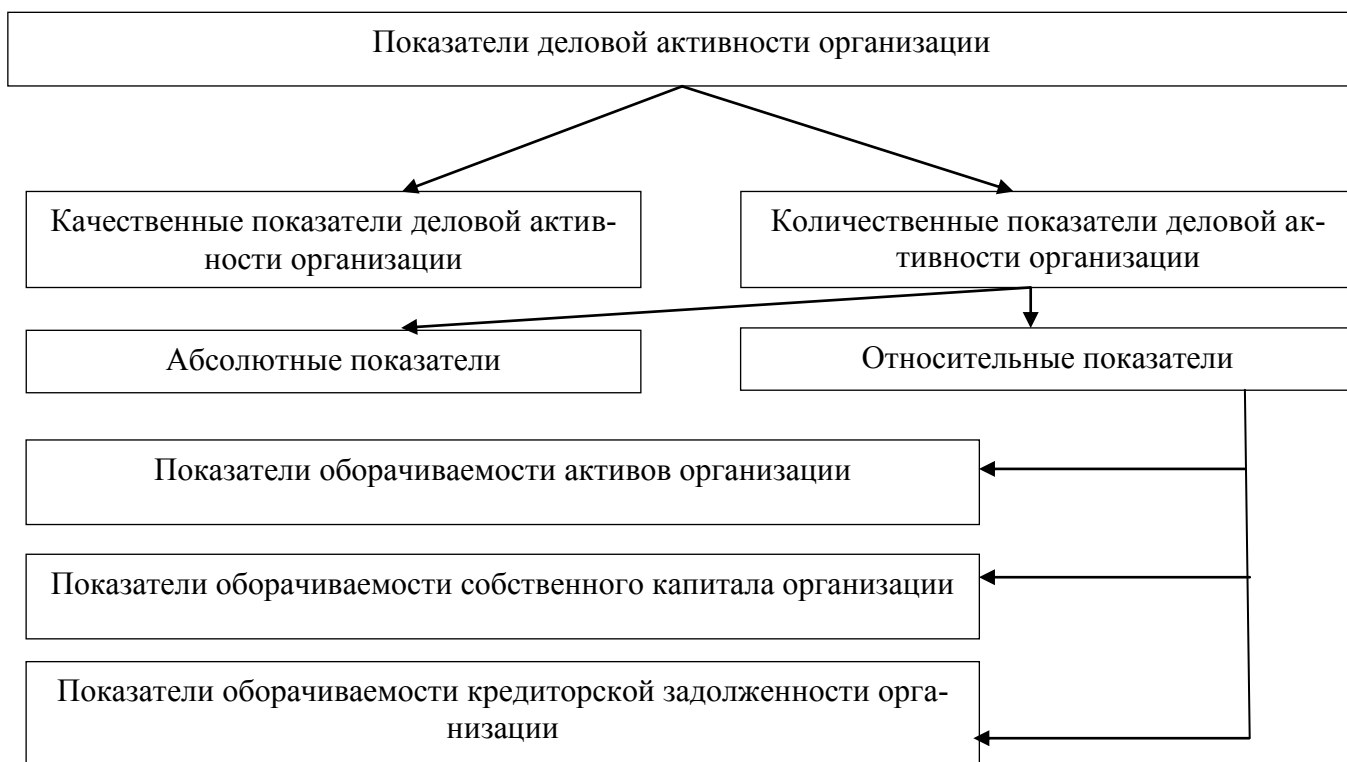 Показатели деловой активности организации
Качественные показатели деловой актив-
ности организации
Количественные показатели деловой ак-
тивности организации
Абсолютные показатели
Относительные показатели
Показатели оборачиваемости активов организации
Показатели оборачиваемости собственного капитала организации
Показатели оборачиваемости кредиторской задолженности орга-
низации